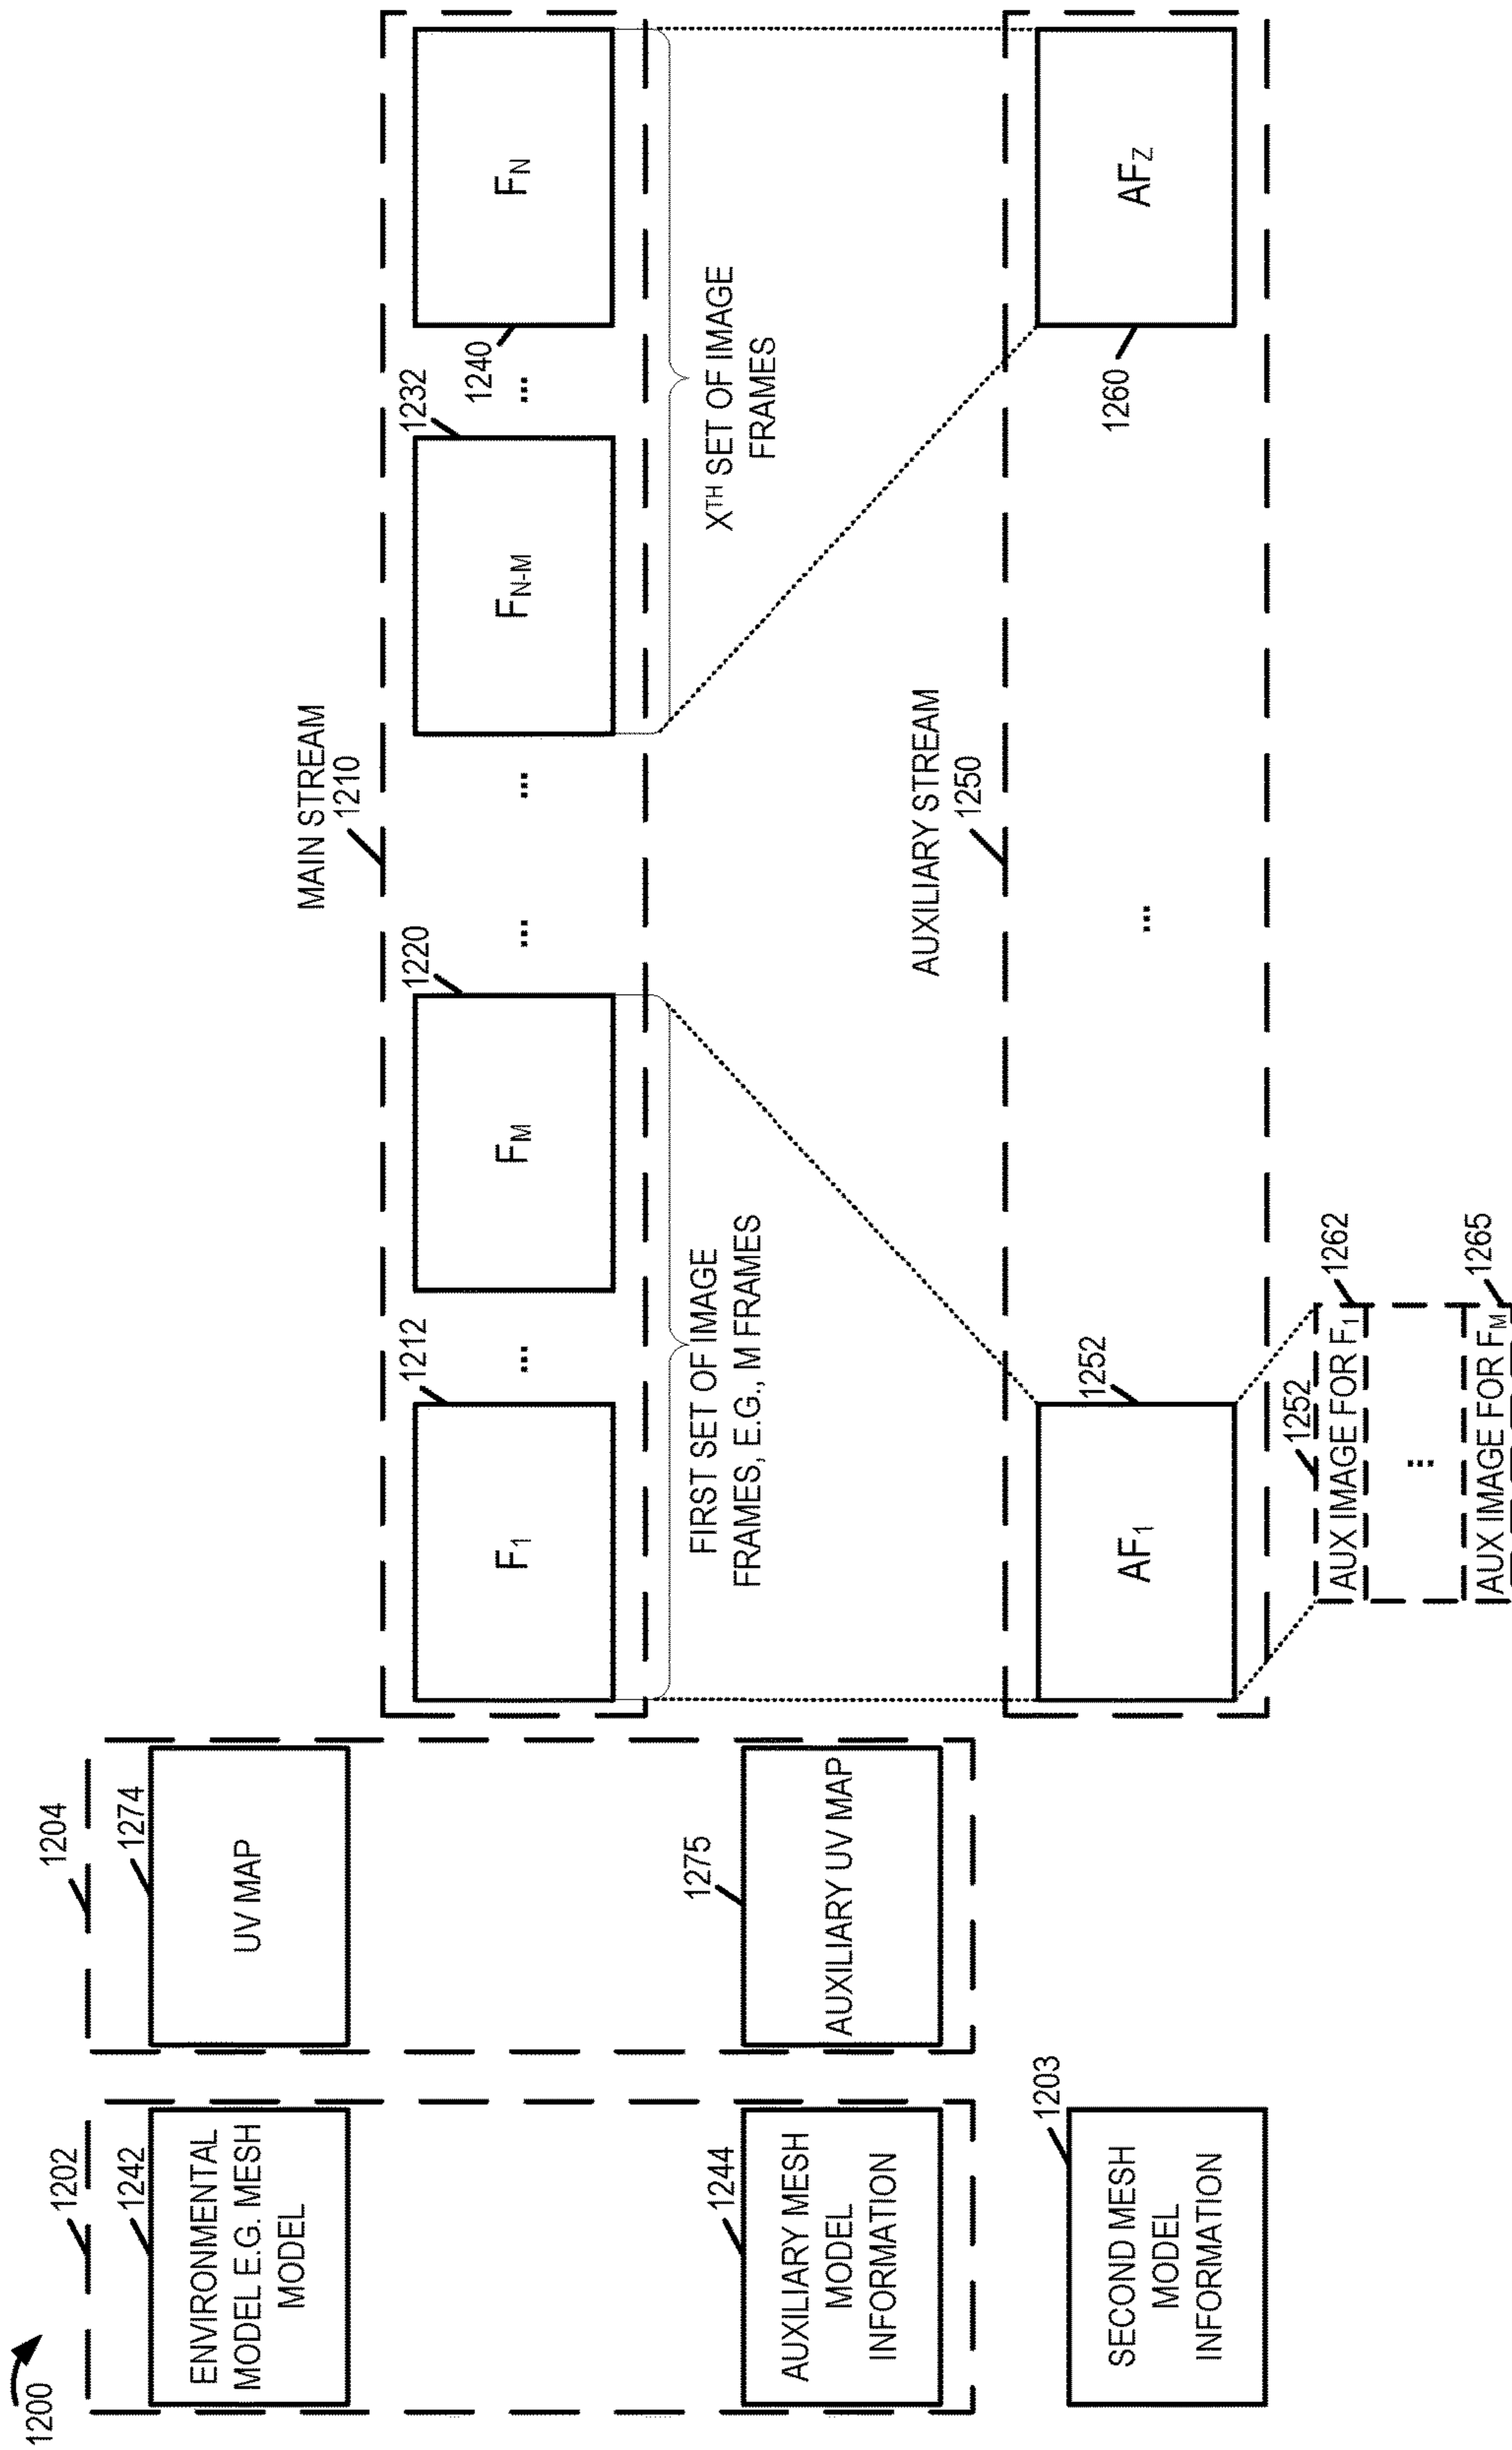 1200
1202
1242
ENVIRONMENTAL
MODEL E.G. MESH
MODEL
1244
AUXILIARY MESH
MODEL
INFORMATION
1203
SECOND MESH
MODEL
INFORMATION
1204
1274
UV MAP
1275
AUXILIARY UV MAP
MAIN STREAM
1210
1212
F1
...
1220
FM
...
...
1232
FN-M
...
1240
FN
FIRST SET OF IMAGE
FRAMES, E.G., M FRAMES
XTH SET OF IMAGE
FRAMES
AUXILIARY STREAM
1250
1252
AF1
...
1260
AFZ
1252
1262
AUX IMAGE FOR F1
...
AUX IMAGE FOR FM
1265